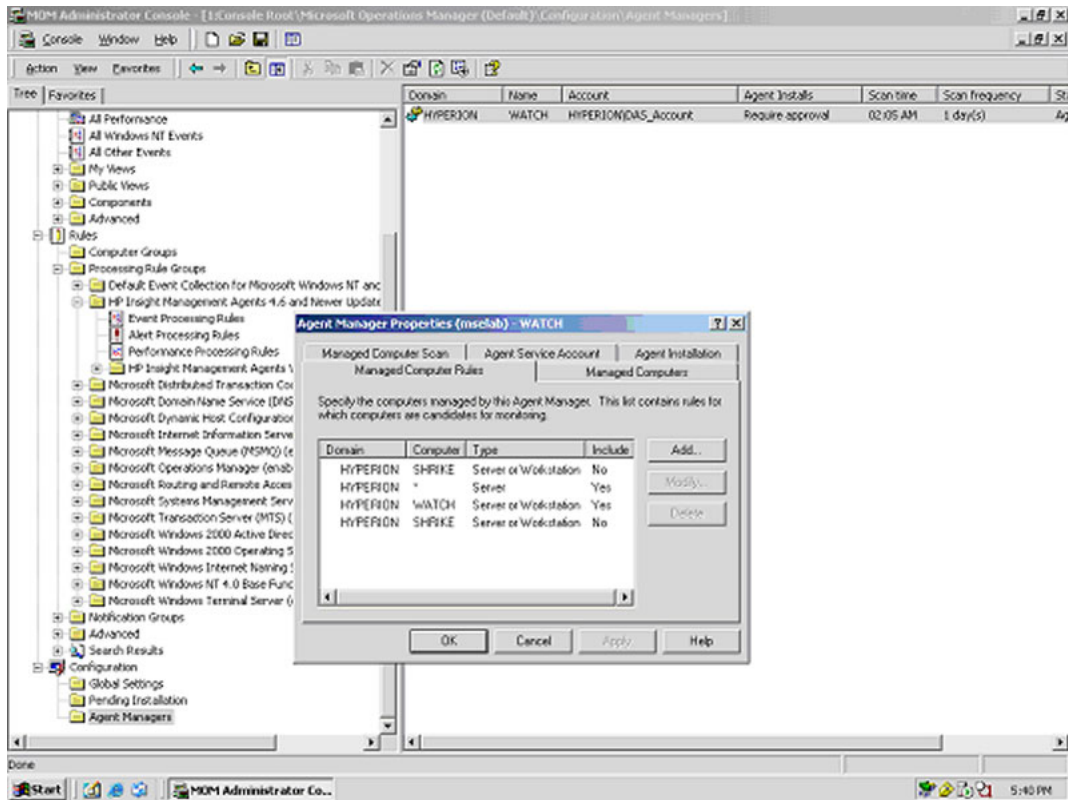 MOM Administrator Console - [1:Console Root\Microsoft Operations Manager (Default)\Configuration\Agent Managers]
Console Window Help
Action View Favorites
Tree Favorites
Domain Name Account Agent Installs Scan time Scan frequency St
HYPERION WATCH HYPERION\DAS_Account Require approval 02:05 AM 1 day(s) Ag
All Performance
All Windows NT Events
All Other Events
My Views
Public Views
Components
Advanced
Rules
Computer Groups
Processing Rule Groups
Default Event Collection for Microsoft Windows NT and
HP Insight Management Agents 4.6 and Newer Update
Event Processing Rules
Alert Processing Rules
Performance Processing Rules
HP Insight Management Agents V
Microsoft Distributed Transaction Coo
Microsoft Domain Name Service (DNS
Microsoft Dynamic Host Configuration
Microsoft Internet Information Serve
Microsoft Message Queue (MSMQ) (e
Microsoft Operations Manager (enab
Microsoft Routing and Remote Acces
Microsoft Systems Management Serv
Microsoft Transaction Server (MTS) (
Microsoft Windows 2000 Active Direc
Microsoft Windows 2000 Operating S
Microsoft Windows Internet Naming S
Microsoft Windows NT 4.0 Base Func
Microsoft Windows Terminal Server (
Notification Groups
Advanced
Search Results
Configuration
Global Settings
Pending Installation
Agent Managers
Agent Manager Properties (mselab) - WATCH
Managed Computer Scan Agent Service Account Agent Installation
Managed Computer Rules Managed Computers
Specify the computers managed by this Agent Manager. This list contains rules for
which computers are candidates for monitoring.
Domain Computer Type Include
HYPERION SHRIKE Server or Workstation No
HYPERION * Server Yes
HYPERION WATCH Server or Workstation Yes
HYPERION SHRIKE Server or Workstation No
Add...
Modify...
Delete
OK Cancel Apply Help
Done
Start MOM Administrator Co... 5:40 PM